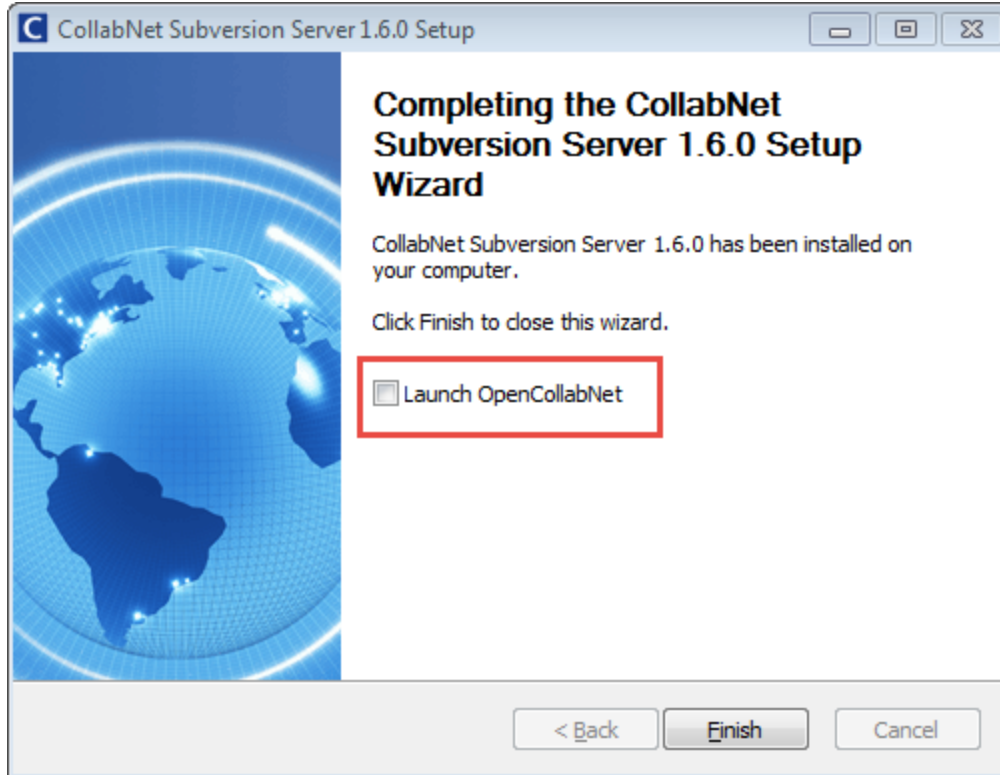 C CollabNet Subversion Server 1.6.0 Setup
Completing the CollabNet
Subversion Server 1.6.0 Setup
Wizard
CollabNet Subversion Server 1.6.0 has been installed on
your computer.
Click Finish to close this wizard.
Launch OpenCollabNet
< Back Finish Cancel